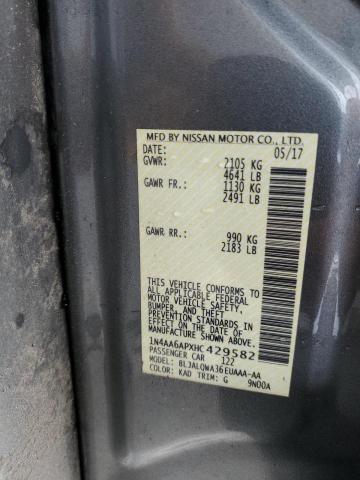 MFD BY NISSAN MOTOR CO., LTD.
DATE: 05/17
GVWR: 2105 KG
4641 LB
GAWR FR.: 1130 KG
2491 LB
GAWR RR.: 990 KG
2183 LB
THIS VEHICLE CONFORMS TO
ALL APPLICABLE FEDERAL
MOTOR VEHICLE SAFETY,
BUMPER, AND THEFT
PREVENTION STANDARDS
IN EFFECT ON THE DATE OF
MANUFACTURE SHOWN ABOVE.
1N4AA6APXHC429582
PASSENGER CAR 122
MODEL: BLJALQWA36EUAAA-AA
COLOR: KAD TRIM: G 9N00A